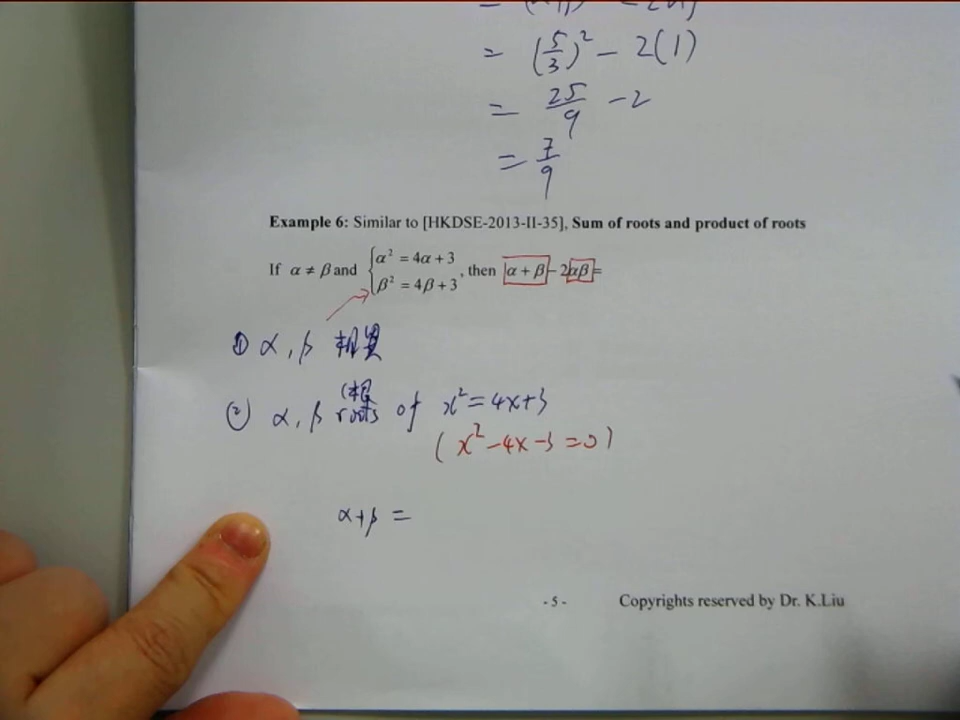 = (5/3)² - 2(1)
= 25/9 - 2
= 7/9
Example 6: Similar to [HKDSE-2013-II-35], Sum of roots and product of roots
If α ≠ β and { α² = 4α + 3
β² = 4β + 3 , then α + β - 2αβ =
① α, β 相異
(根
② α, β roots of x² = 4x+3
( x² - 4x - 3 = 0 )
α+β =
- 5 - Copyrights reserved by Dr. K.Liu